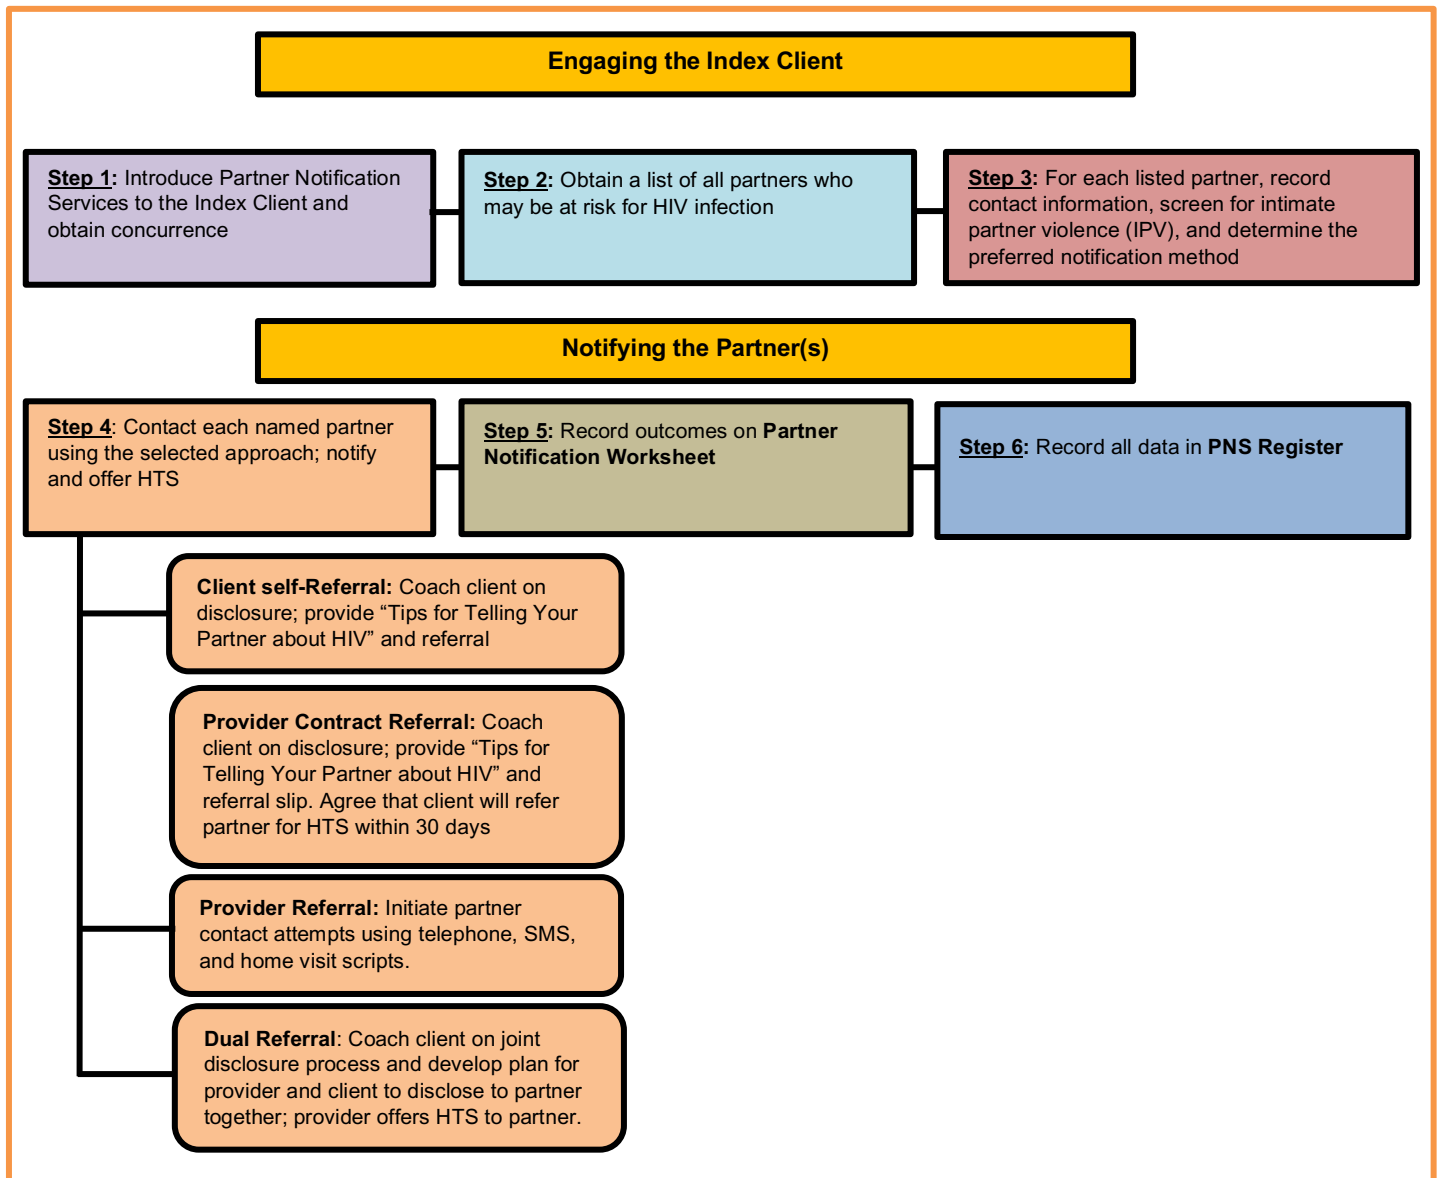 Engaging the Index Client
Step 1: Introduce Partner Notification
Services to the Index Client and
obtain concurrence
Step 2: Obtain a list of all partners who
may be at risk for HIV infection
Step 3: For each listed partner, record
contact information, screen for intimate
partner violence (IPV), and determine the
preferred notification method
Notifying the Partner(s)
Step 4: Contact each named partner
using the selected approach; notify
and offer HTS
Step 5: Record outcomes on Partner
Notification Worksheet
Step 6: Record all data in PNS Register
Client self-Referral: Coach client on
disclosure; provide “Tips for Telling Your
Partner about HIV” and referral
Provider Contract Referral: Coach
client on disclosure; provide “Tips for
Telling Your Partner about HIV” and
referral slip. Agree that client will refer
partner for HTS within 30 days
Provider Referral: Initiate partner
contact attempts using telephone, SMS,
and home visit scripts.
Dual Referral: Coach client on joint
disclosure process and develop plan for
provider and client to disclose to partner
together; provider offers HTS to partner.